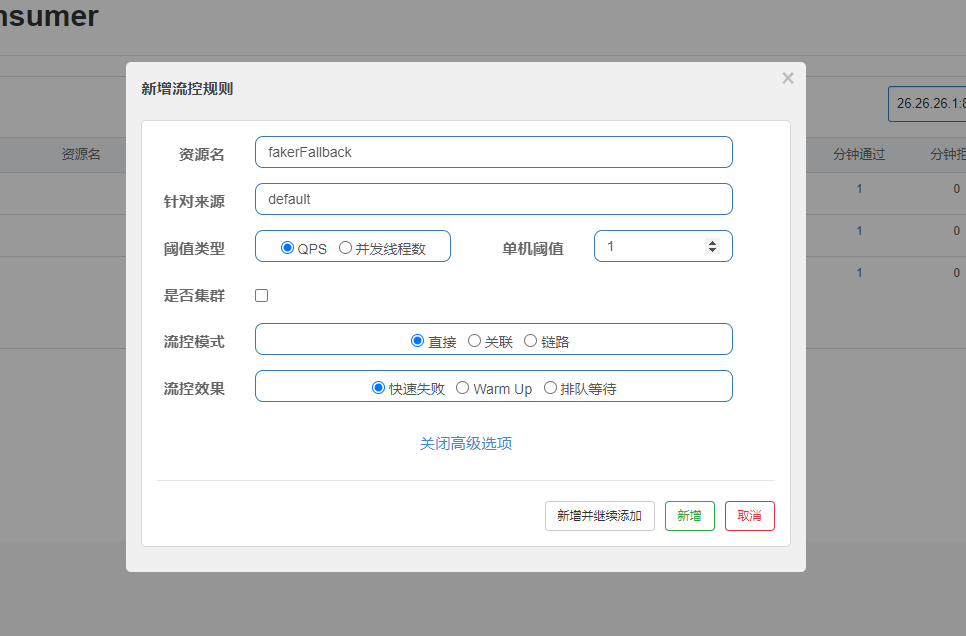 nsumer
新增流控规则
×
26.26.26.1:8
资源名
分钟通过
分钟拒
资源名
fakerFallback
1
0
针对来源
default
1
0
阈值类型
QPS
并发线程数
单机阈值
1
1
0
是否集群
流控模式
直接
关联
链路
流控效果
快速失败
Warm Up
排队等待
关闭高级选项
新增并继续添加
新增
取消